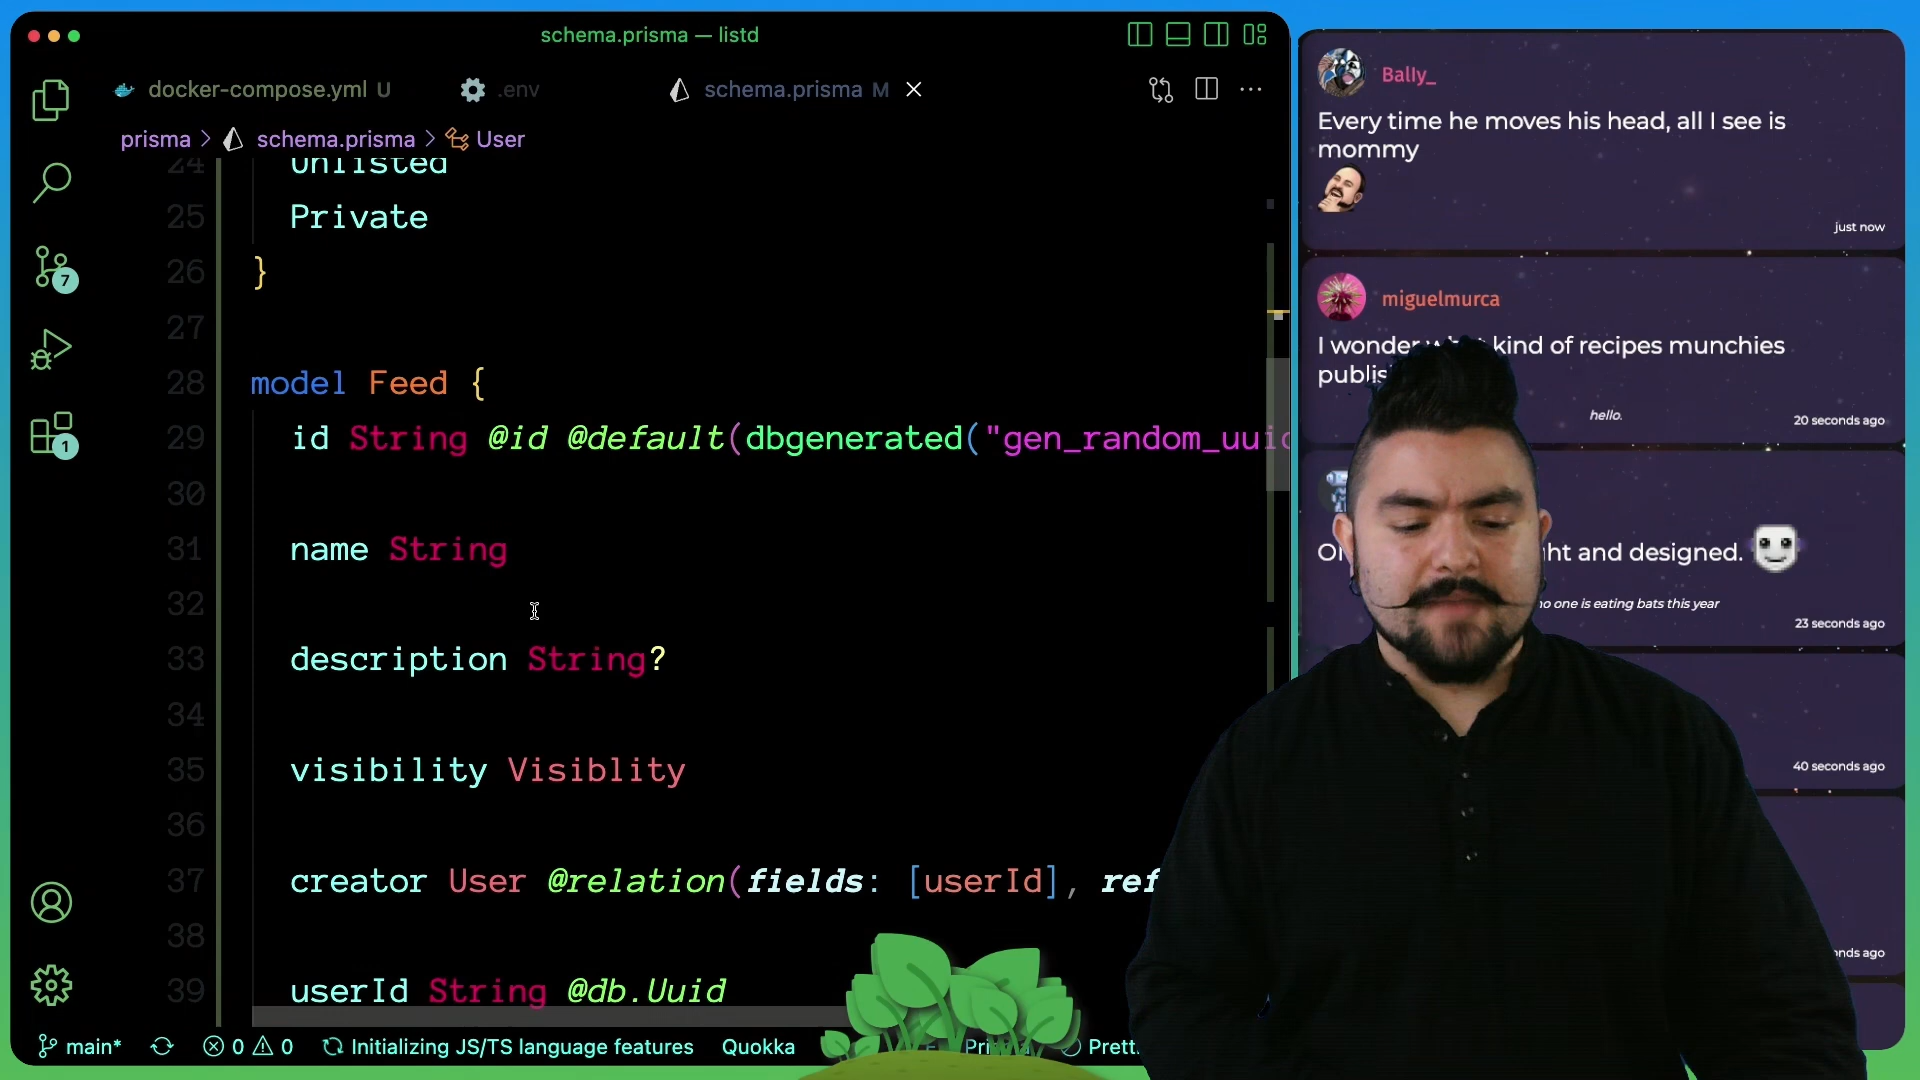 schema.prisma — listd
docker-compose.yml U
.env
schema.prisma M
prisma > schema.prisma > User
24 Unlisted
25 Private
26 }
27
28 model Feed {
29 id String @id @default(dbgenerated("gen_random_uuid
30
31 name String
32
33 description String?
34
35 visibility Visiblity
36
37 creator User @relation(fields: [userId], ref
38
39 userId String @db.Uuid
7
1
main* 0 0 Initializing JS/TS language features Quokka
Bally_
Every time he moves his head, all I see is
mommy
just now
miguelmurca
I wonder what kind of recipes munchies
hello.
20 seconds ago
and designed.
no one is eating bats this year
23 seconds ago
40 seconds ago
ago